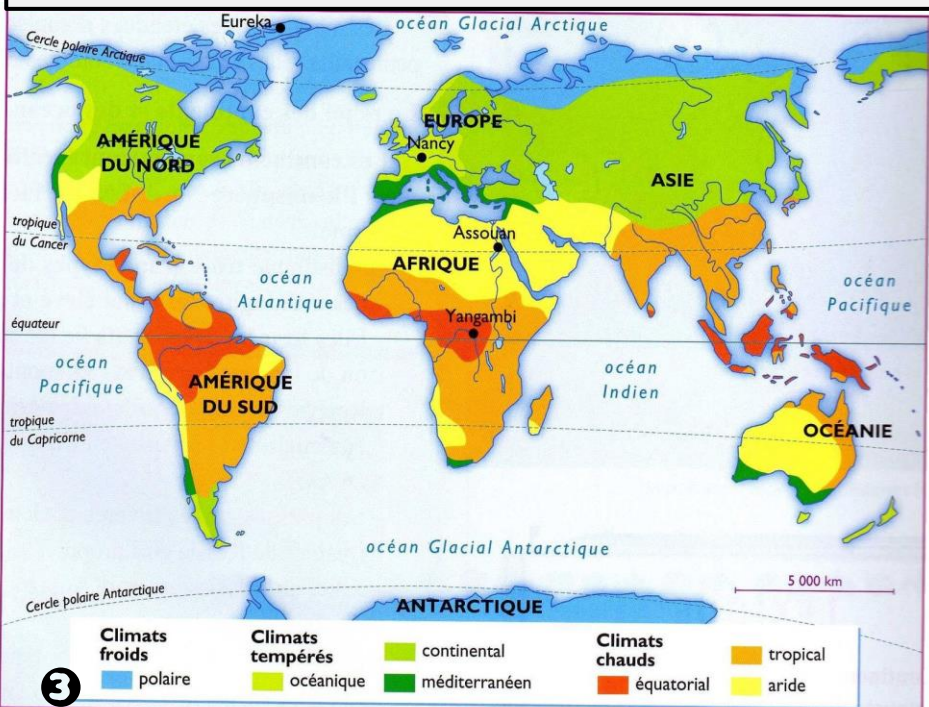 Eureka
océan Glacial Arctique
Cercle polaire Arctique
EUROPE
Nancy
AMÉRIQUE
DU NORD
ASIE
tropique
du Cancer
Assouan
AFRIQUE
océan
Atlantique
océan
Pacifique
Yangambi
équateur
océan
Pacifique
océan
Indien
AMÉRIQUE
DU SUD
tropique
du Capricorne
OCÉANIE
océan Glacial Antarctique
5 000 km
Cercle polaire Antarctique
ANTARCTIQUE
Climats
froids
polaire
Climats
tempérés
océanique
continental
méditerranéen
Climats
chauds
équatorial
tropical
aride
3